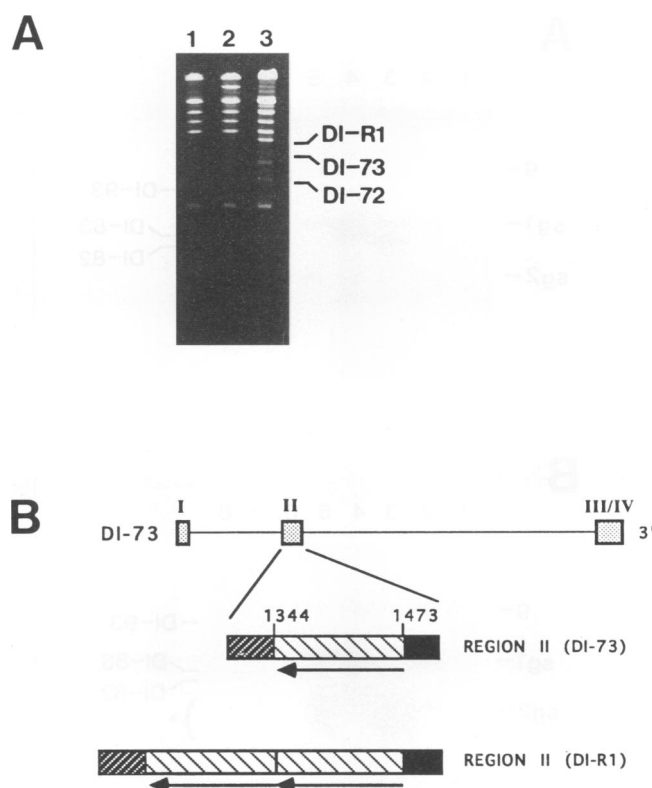 A
1 2 3
DI-R1
DI-73
DI-72
B
I II III/IV
DI-73 3'
1344 1473
REGION II (DI-73)
REGION II (DI-R1)